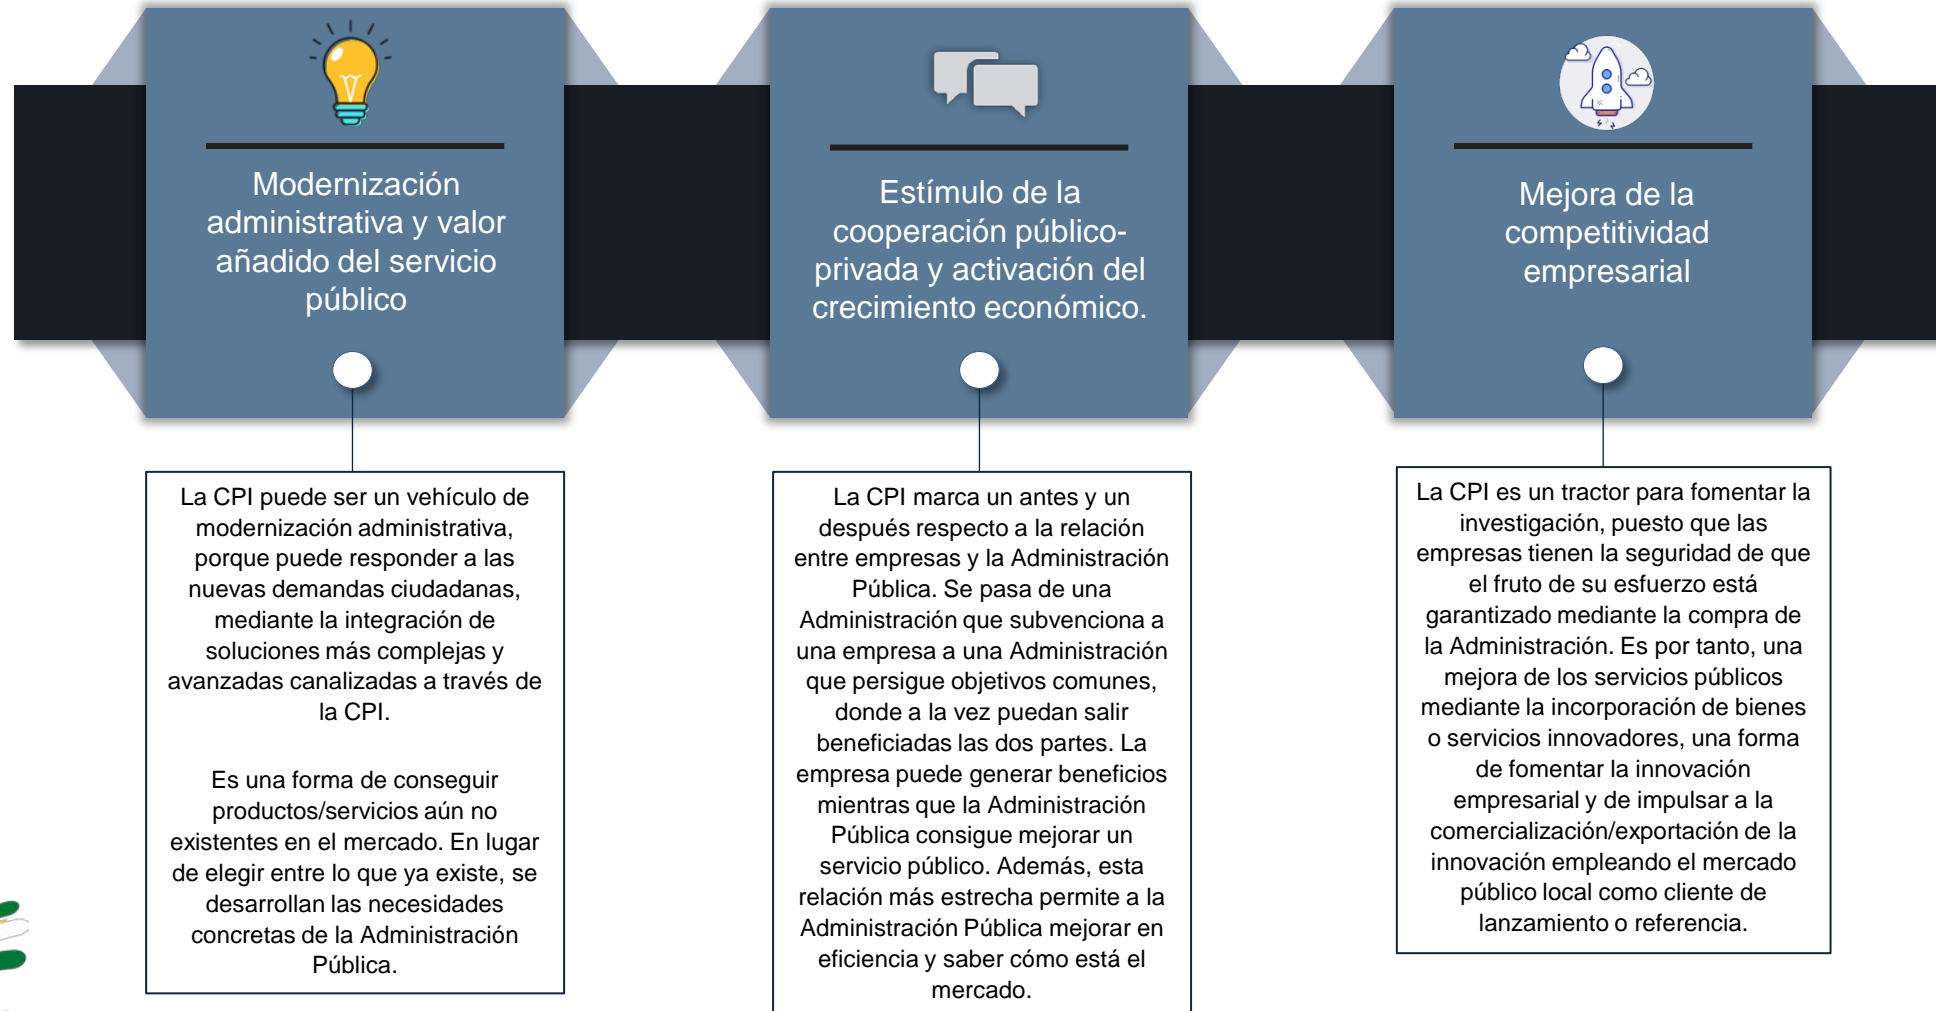 Modernización
administrativa y valor
añadido del servicio
público
La CPI puede ser un vehículo de
modernización administrativa,
porque puede responder a las
nuevas demandas ciudadanas,
mediante la integración de
soluciones más complejas y
avanzadas canalizadas a través de
la CPI.
Es una forma de conseguir
productos/servicios aún no
existentes en el mercado. En lugar
de elegir entre lo que ya existe, se
desarrollan las necesidades
concretas de la Administración
Pública.
Estímulo de la
cooperación público-
privada y activación del
crecimiento económico.
La CPI marca un antes y un
después respecto a la relación
entre empresas y la Administración
Pública. Se pasa de una
Administración que subvenciona a
una empresa a una Administración
que persigue objetivos comunes,
donde a la vez puedan salir
beneficiadas las dos partes. La
empresa puede generar beneficios
mientras que la Administración
Pública consigue mejorar un
servicio público. Además, esta
relación más estrecha permite a la
Administración Pública mejorar en
eficiencia y saber cómo está el
mercado.
Mejora de la
competitividad
empresarial
La CPI es un tractor para fomentar la
investigación, puesto que las
empresas tienen la seguridad de que
el fruto de su esfuerzo está
garantizado mediante la compra de
la Administración. Es por tanto, una
mejora de los servicios públicos
mediante la incorporación de bienes
o servicios innovadores, una forma
de fomentar la innovación
empresarial y de impulsar a la
comercialización/exportación de la
innovación empleando el mercado
público local como cliente de
lanzamiento o referencia.